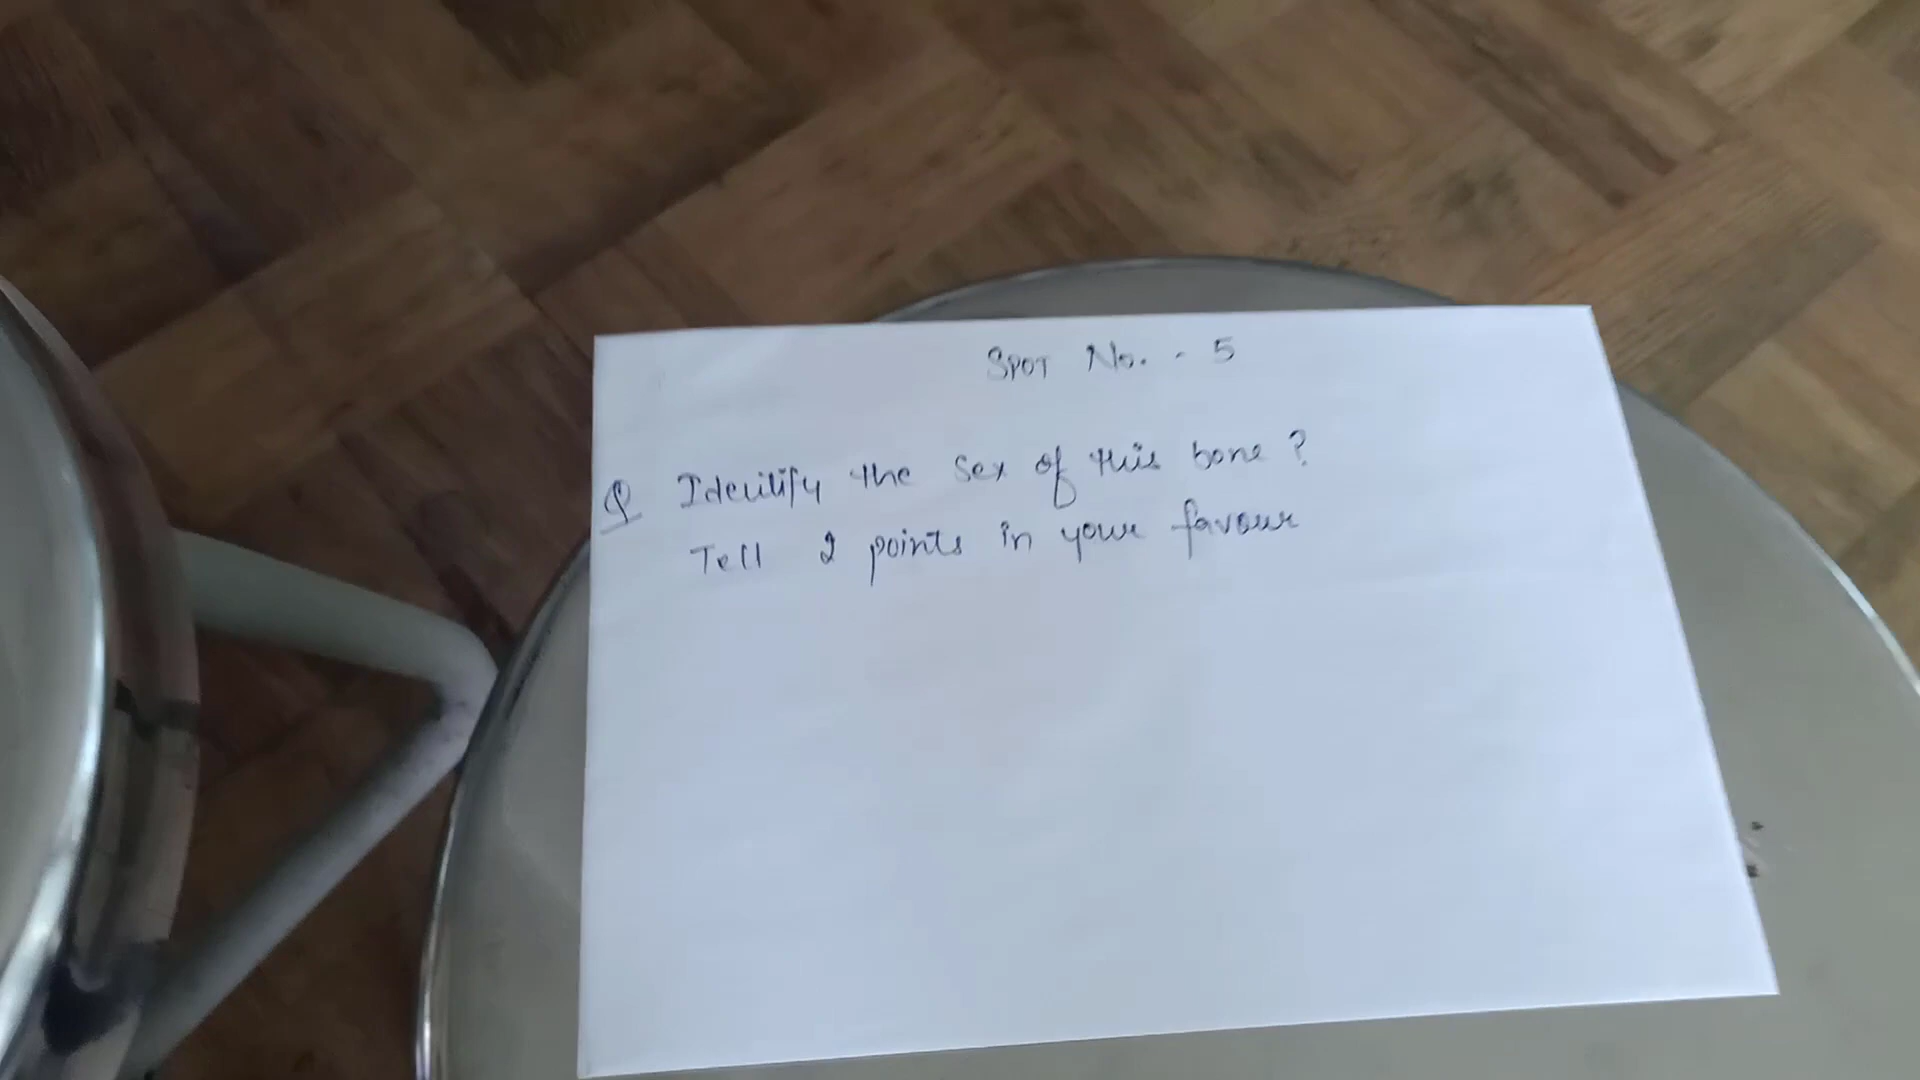 SPOT No. - 5
Q Identify the Sex of this bone ?
Tell 2 points in your favour